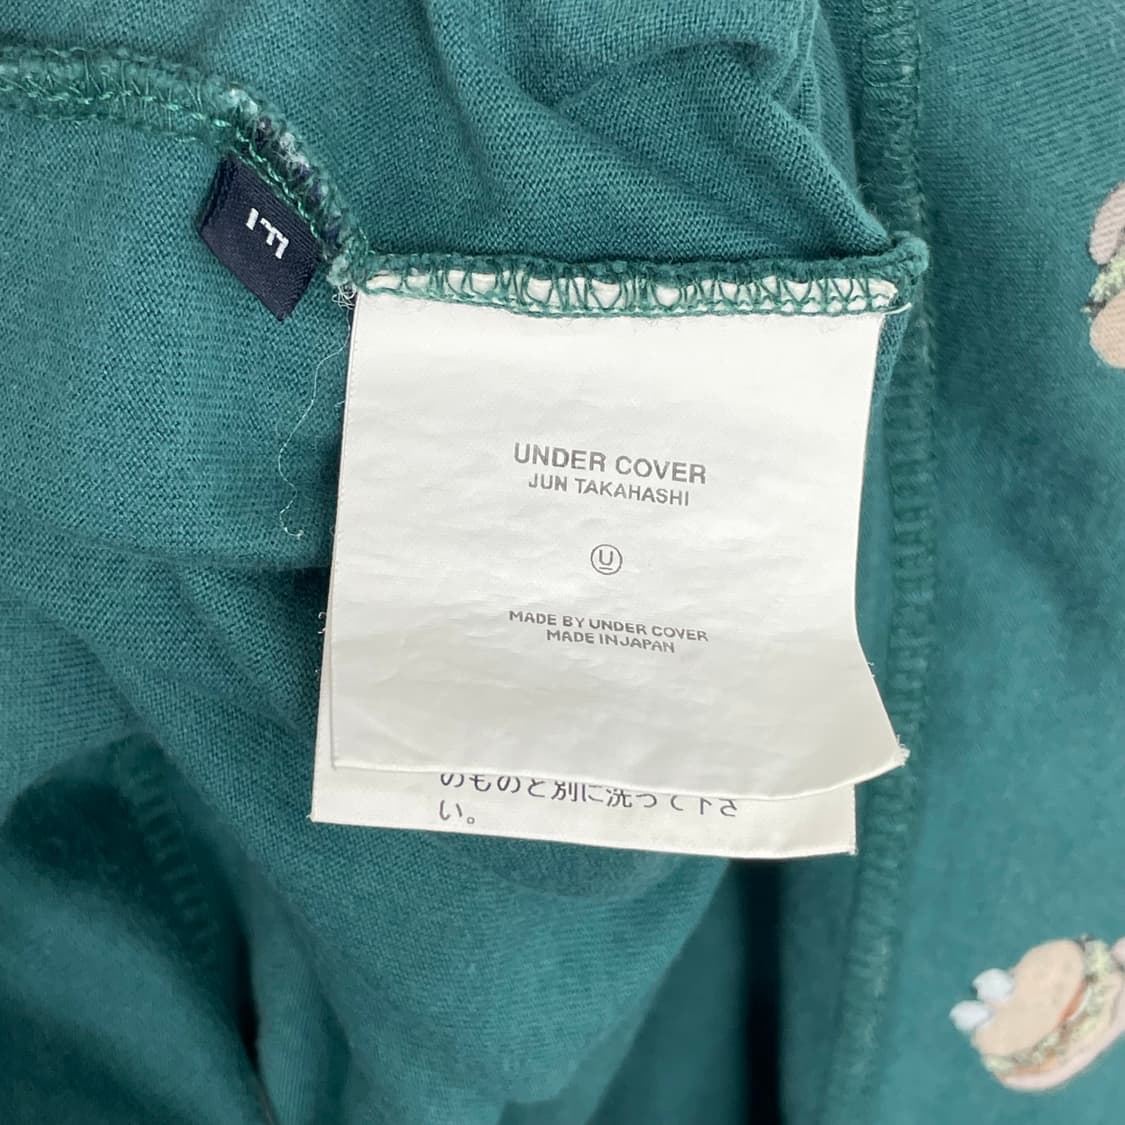 UNDER COVER
JUN TAKAHASHI
U
MADE BY UNDER COVER
MADE IN JAPAN
のものと別に洗って下さ
い。